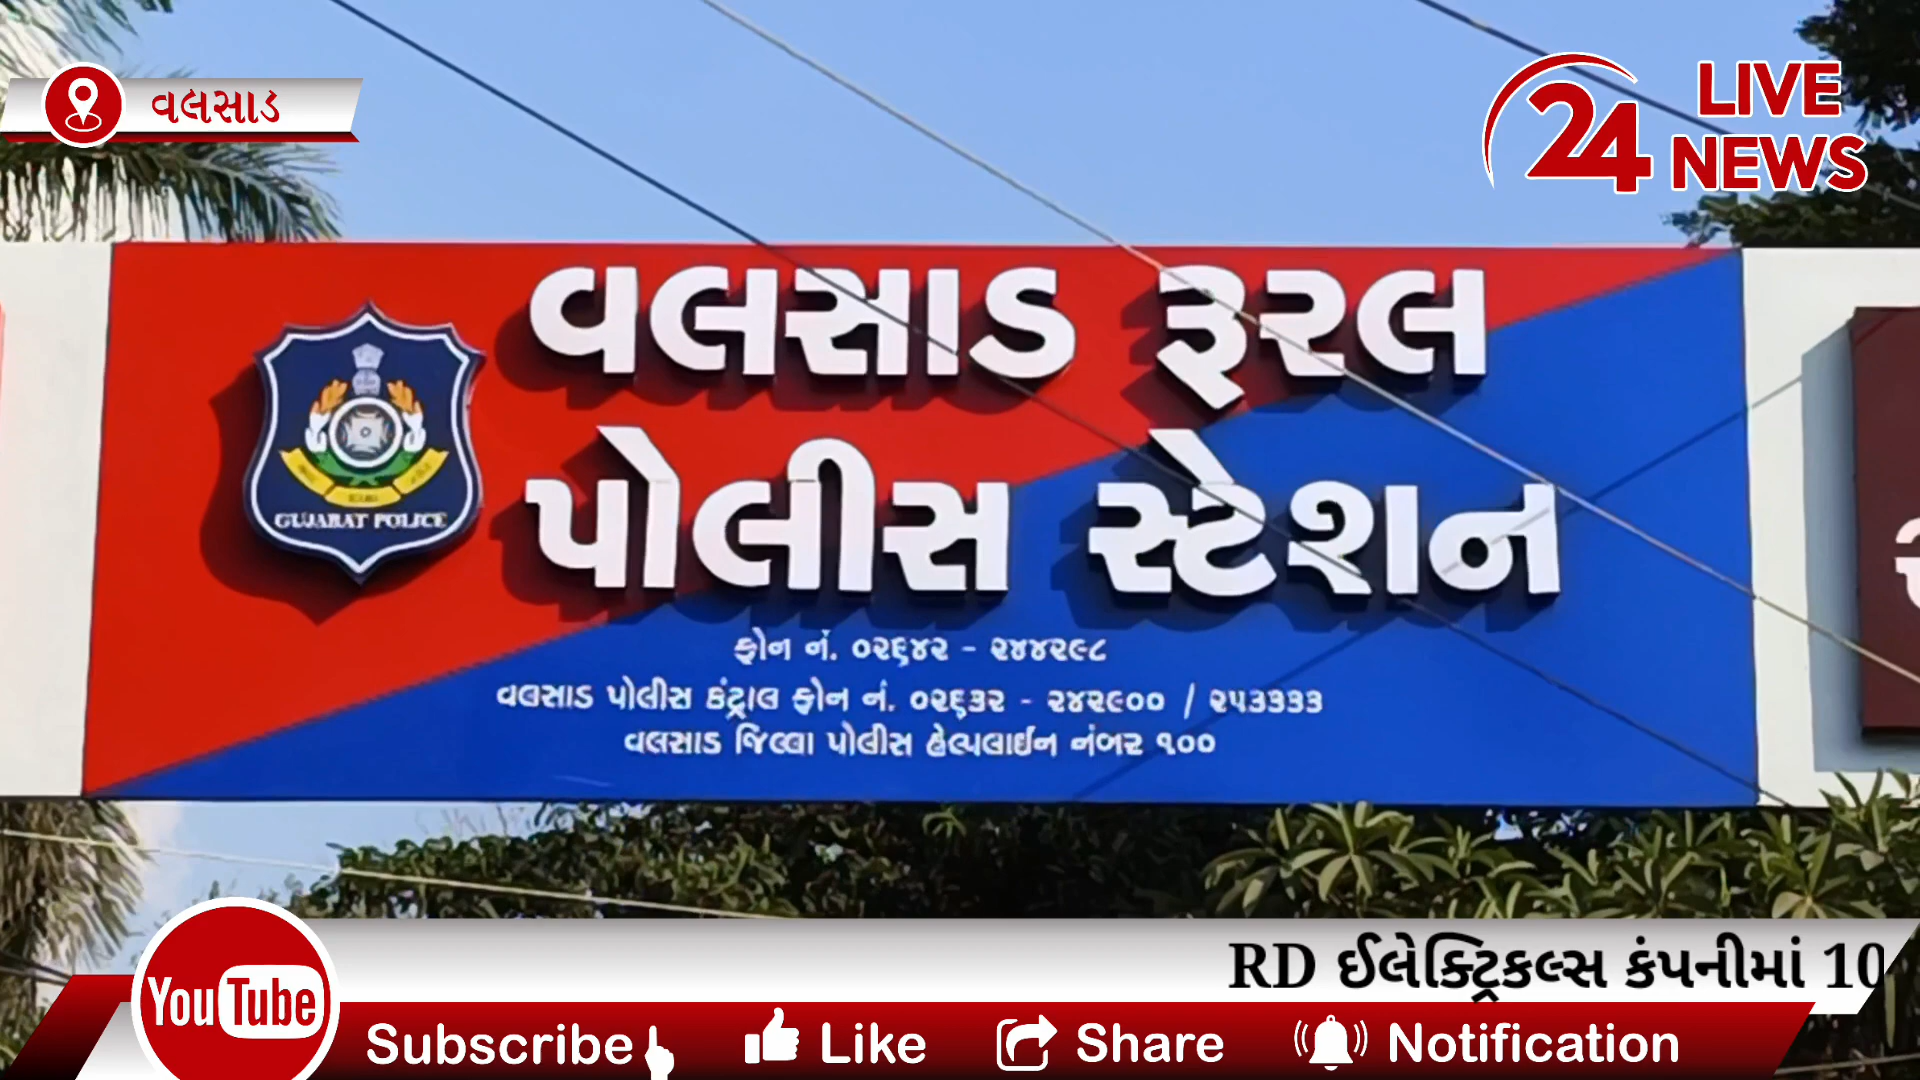 વલસાડ
24 LIVE NEWS
વલસાડ રૂરલ
પોલીસ સ્ટેશન
GUJARAT POLICE
ફોન નં. ૦૨૬૪૨ - ૨૪૪૨૯૮
વલસાડ પોલીસ કંટ્રાલ ફોન નં. ૦૨૬૩૨ - ૨૪૨૯૦૦ / ૨૫૩૩૩૩
વલસાડ જિલ્લા પોલીસ હેલ્પલાઈન નંબર ૧૦૦
RD ઈલેક્ટ્રિકલ્સ કંપનીમાં 10
YouTube
Subscribe Like Share Notification